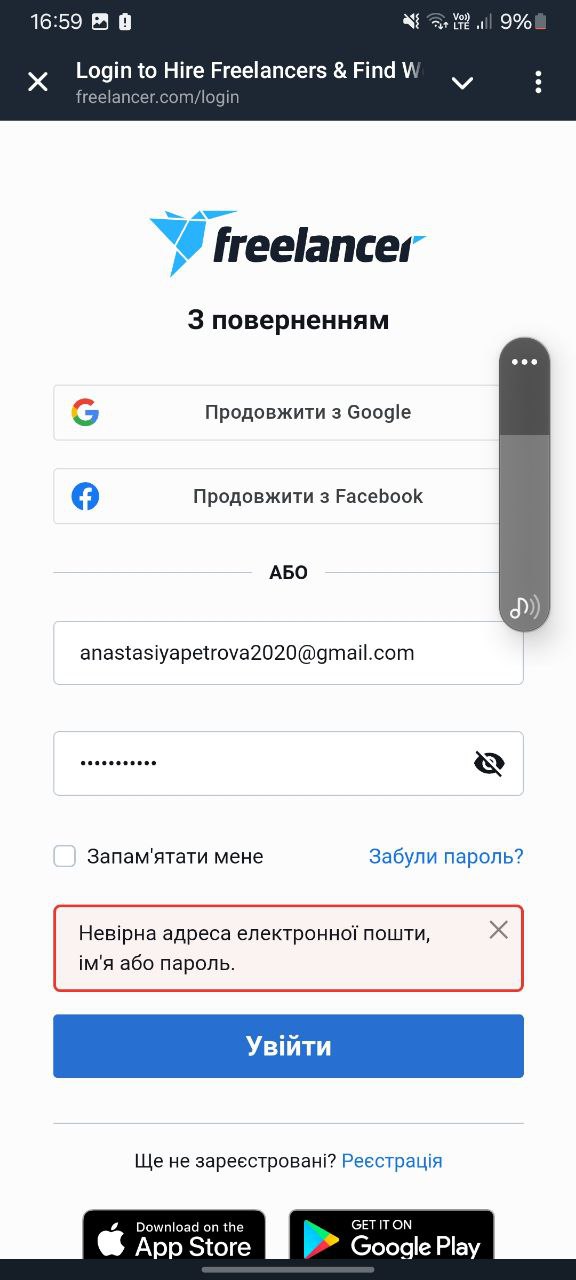 16:59
Vo)) LTE
9%
Login to Hire Freelancers & Find W
freelancer.com/login
freelancer
З поверненням
Продовжити з Google
Продовжити з Facebook
АБО
anastasiyapetrova2020@gmail.com
Запам'ятати мене
Забули пароль?
Невірна адреса електронної пошти,
ім'я або пароль.
Увійти
Ще не зареєстровані? Реєстрація
Download on the
App Store
GET IT ON
Google Play